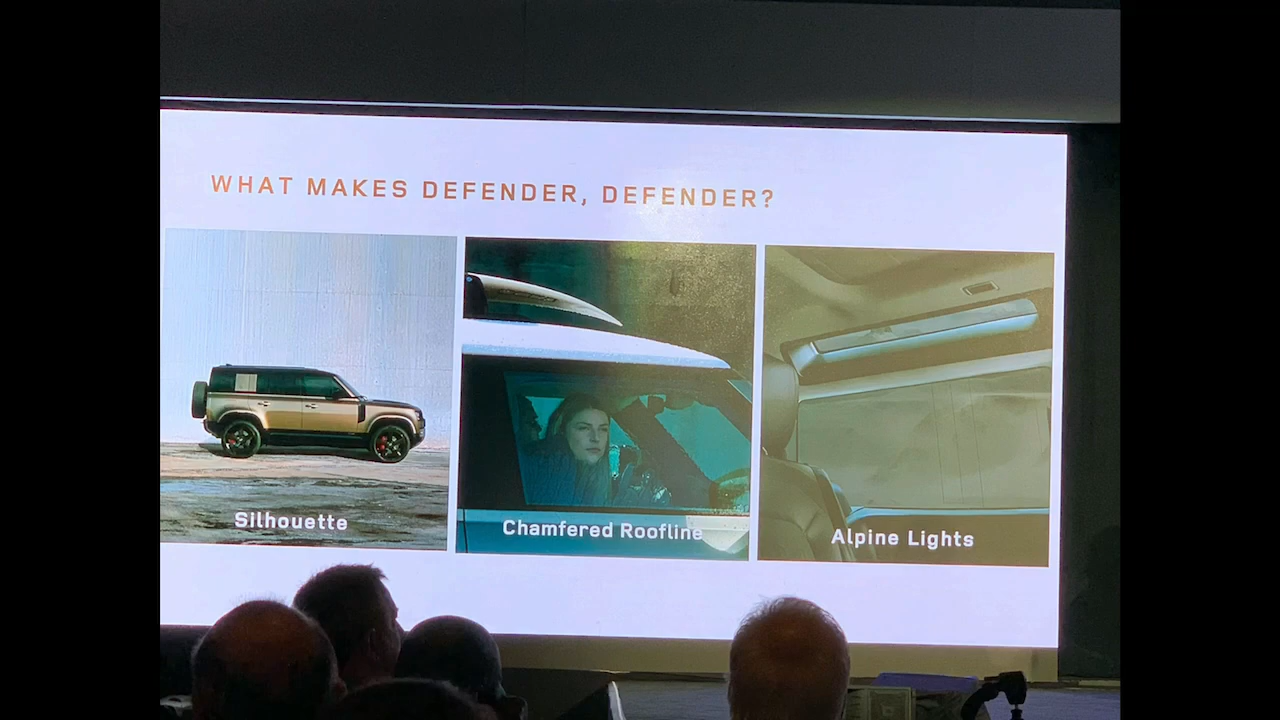 WHAT MAKES DEFENDER, DEFENDER?
Silhouette
Chamfered Roofline
Alpine Lights